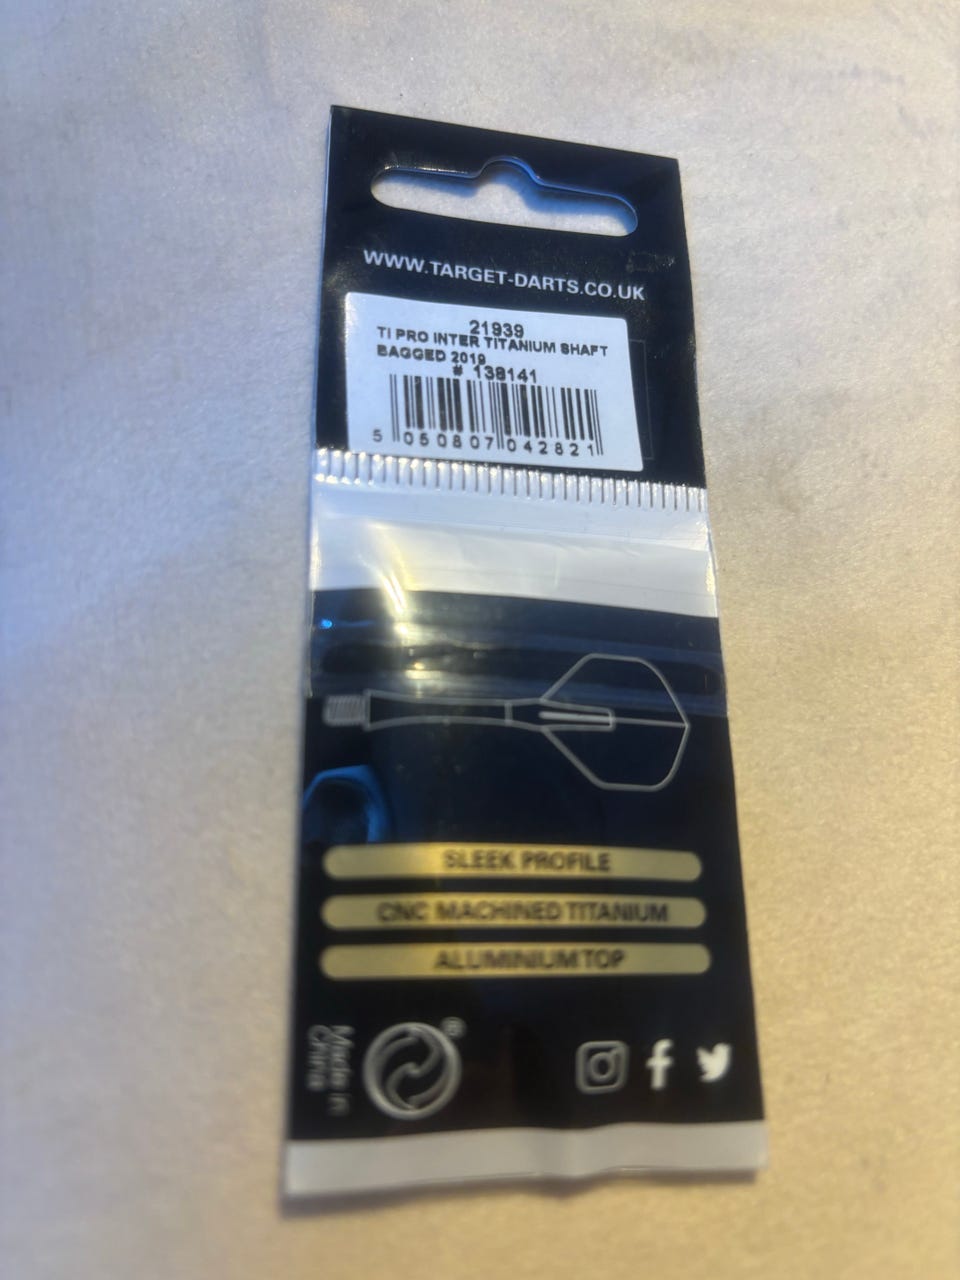 WWW.TARGET-DARTS.CO.UK
21939
TI PRO INTER TITANIUM SHAFT
BAGGED 2019
# 138141
5 050807 042821
SLEEK PROFILE
CNC MACHINED TITANIUM
ALUMINIUM TOP
Made in
China
®